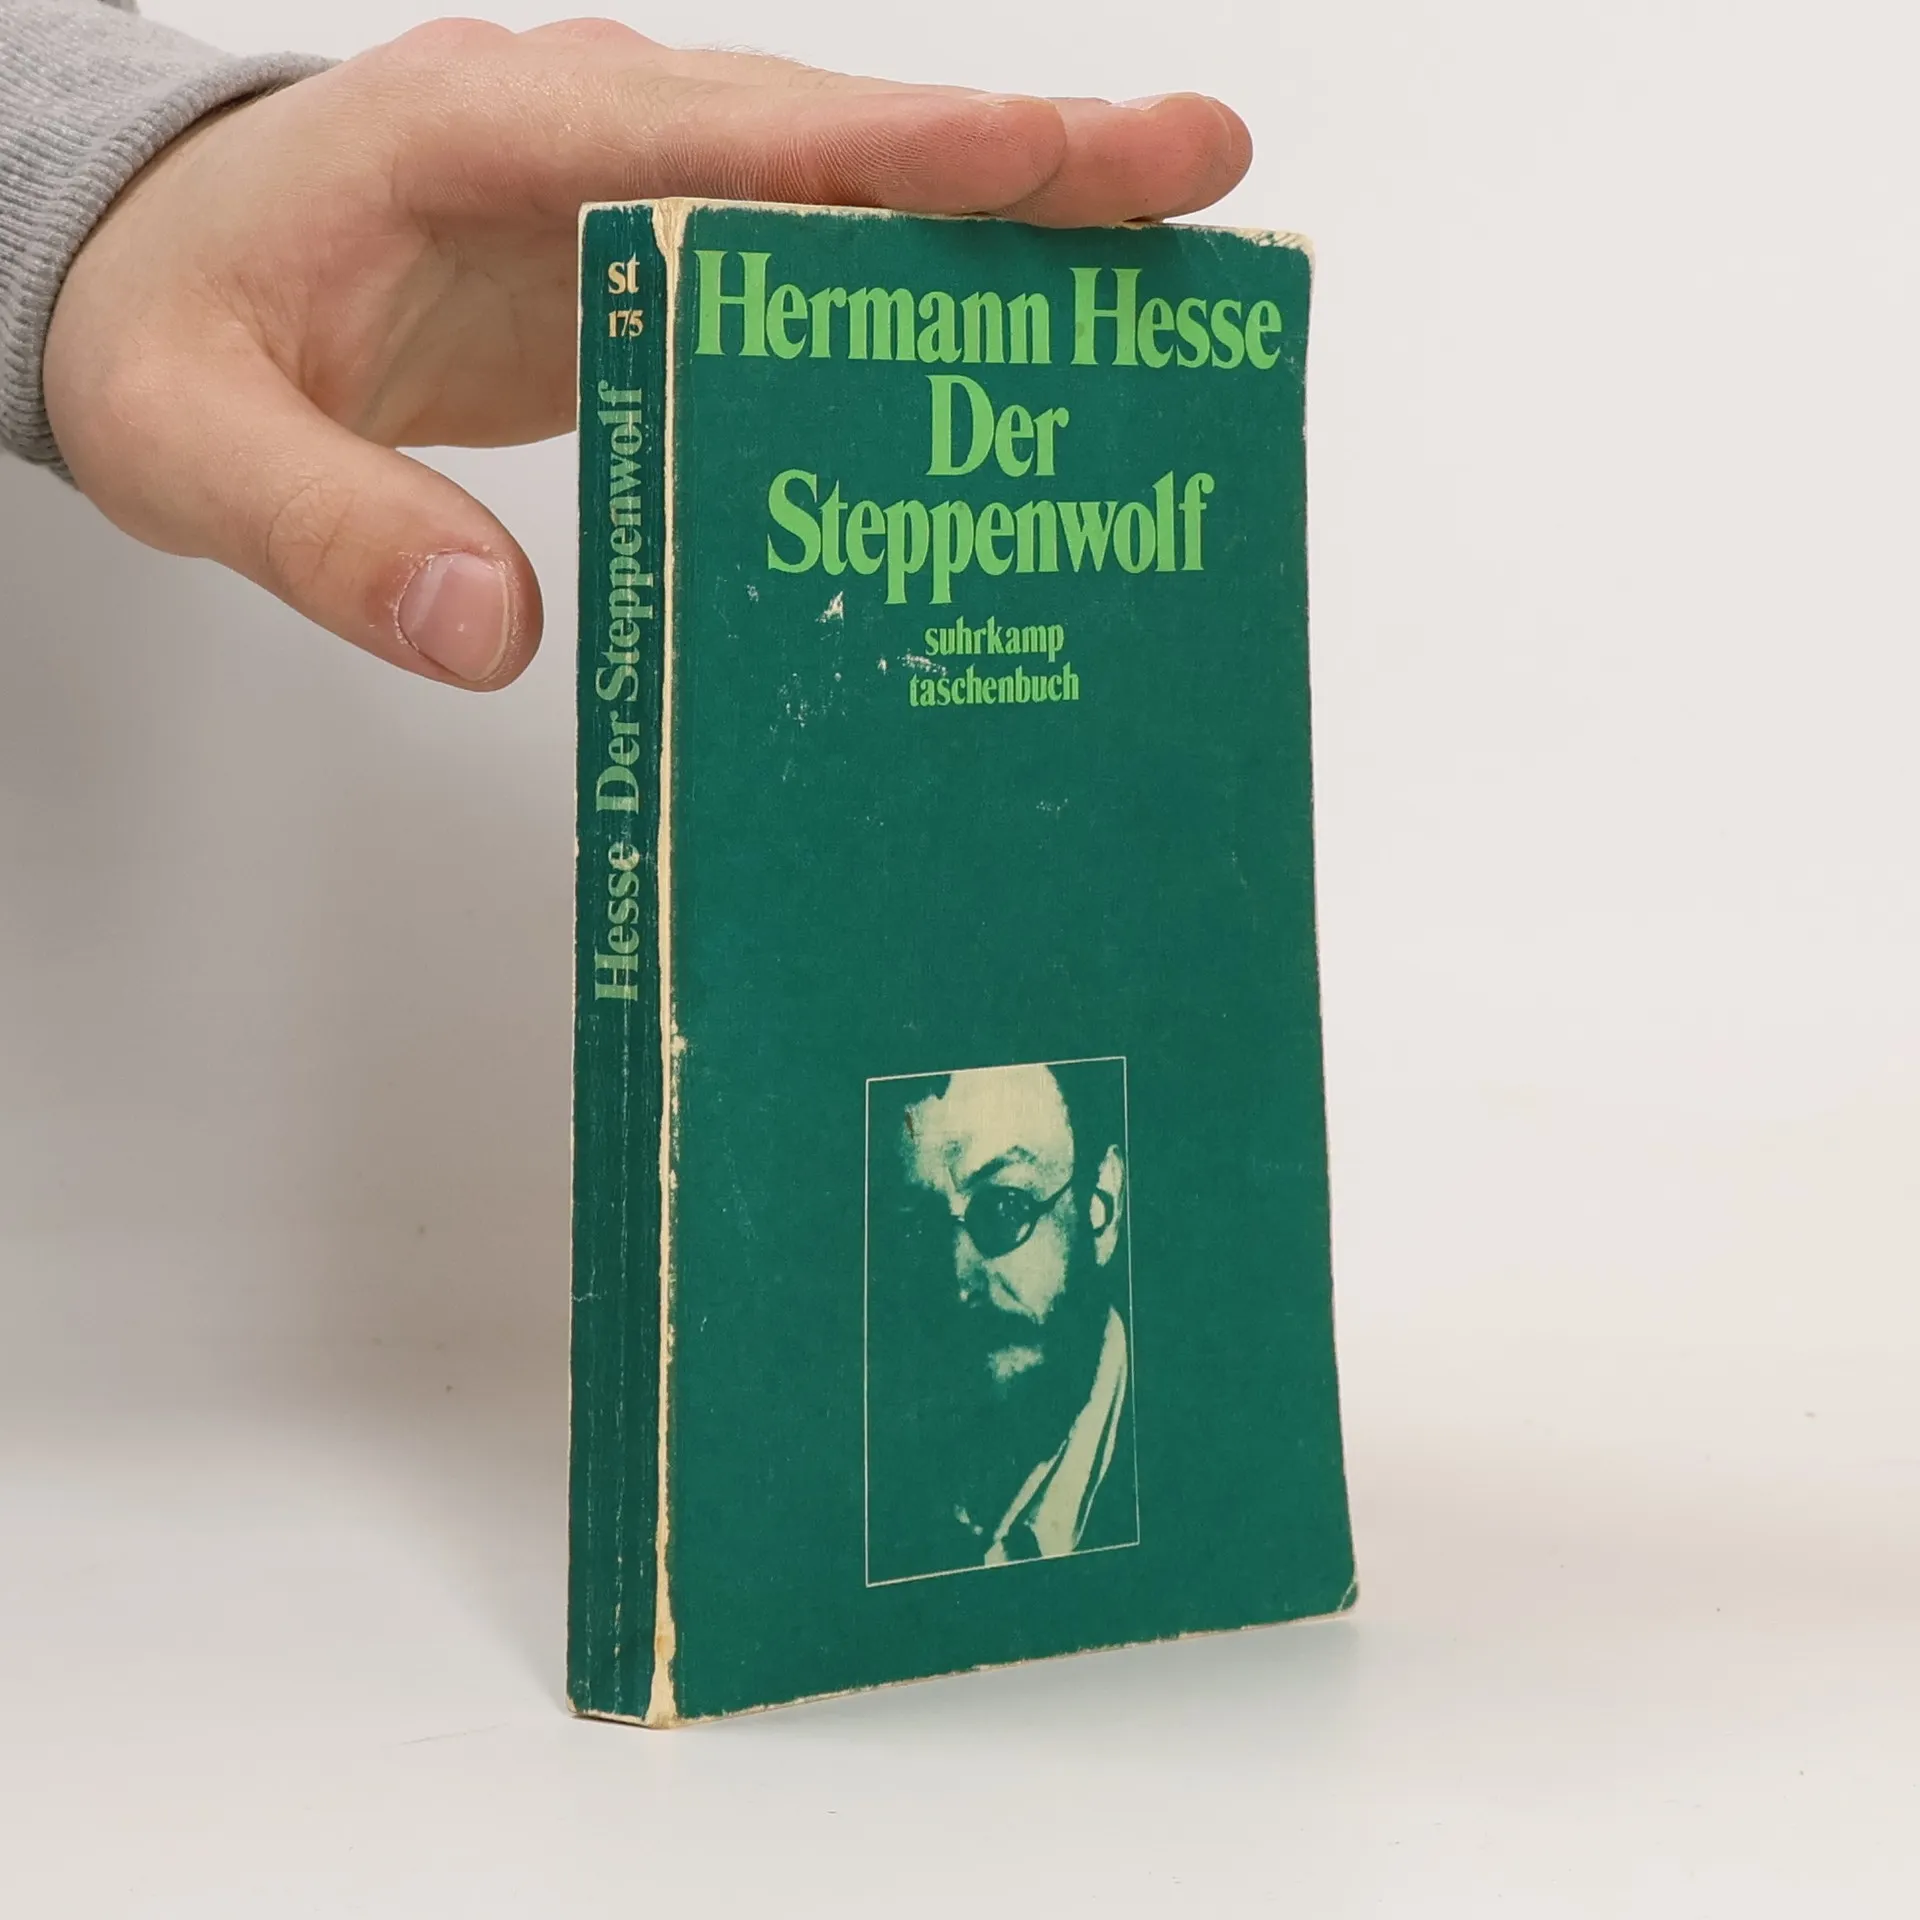 st
175
Hesse Der Steppenwolf
Hermann Hesse
Der
Steppenwolf
suhrkamp
taschenbuch